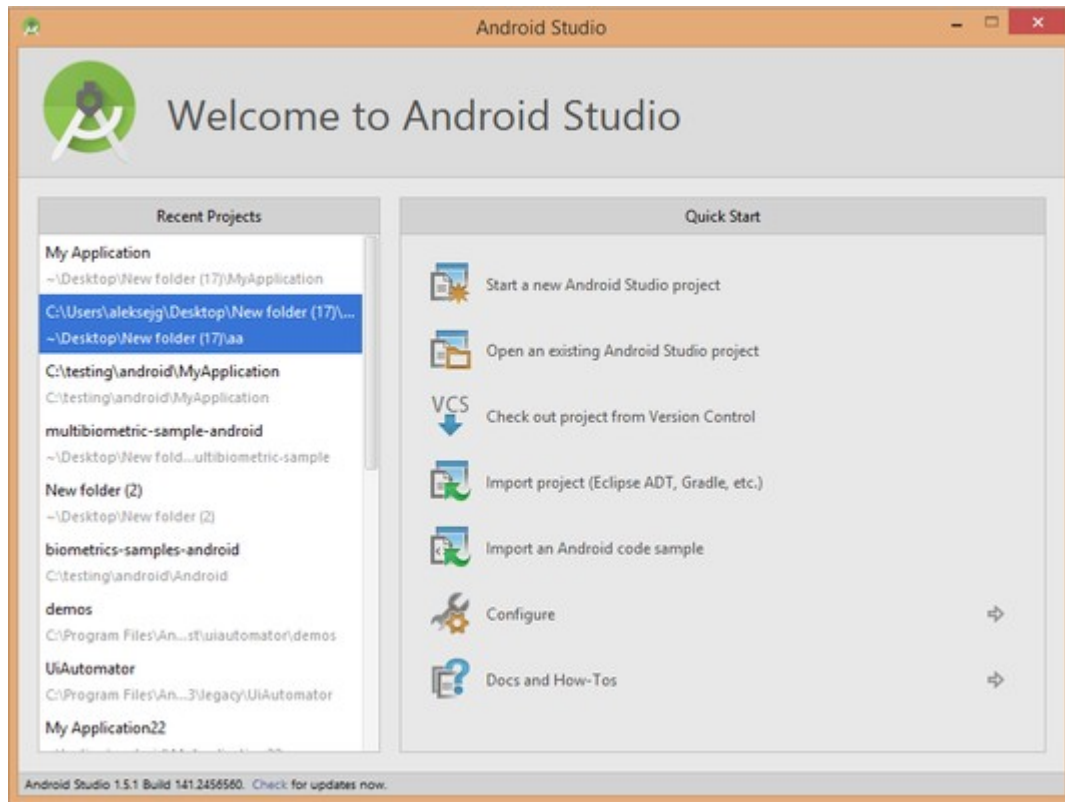 Android Studio
Welcome to Android Studio
Recent Projects
My Application
~\Desktop\New folder (17)\MyApplication
C:\Users\aleksejg\Desktop\New folder (17)\...
~\Desktop\New folder (17)\aa
C:\testing\android\MyApplication
C:\testing\android\MyApplication
multibiometric-sample-android
~\Desktop\New fold...ultibiometric-sample
New folder (2)
~\Desktop\New folder (2)
biometrics-samples-android
C:\testing\android\Android
demos
C:\Program Files\An...st\uiautomator\demos
UiAutomator
C:\Program Files\An...3\legacy\UiAutomator
My Application22
Quick Start
Start a new Android Studio project
Open an existing Android Studio project
VCS
Check out project from Version Control
Import project (Eclipse ADT, Gradle, etc.)
Import an Android code sample
Configure
Docs and How-Tos
Android Studio 1.5.1 Build 141.2456560. Check for updates now.